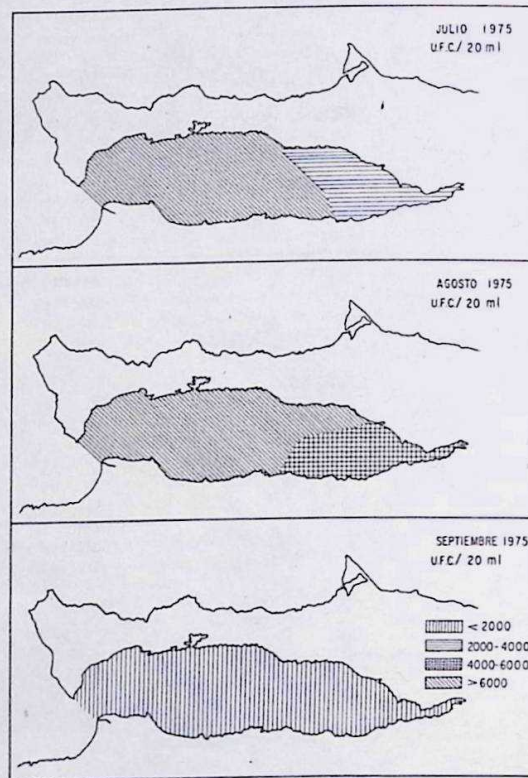 JULIO 1975
U.F.C./ 20 ml
AGOSTO 1975
U.F.C./ 20 ml
SEPTIEMBRE 1975
U.F.C./ 20 ml
< 2000
2000-4000
4000-6000
> 6000